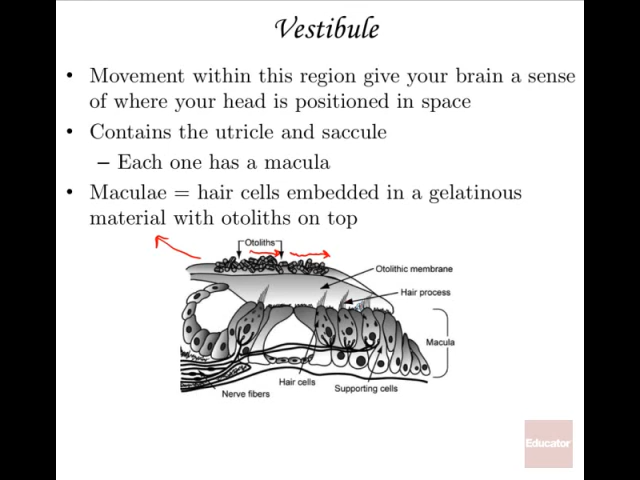 Vestibule
• Movement within this region give your brain a sense
of where your head is positioned in space
• Contains the utricle and saccule
– Each one has a macula
• Maculae = hair cells embedded in a gelatinous
material with otoliths on top
Otoliths
Otolithic membrane
Hair process
Macula
Hair cells
Supporting cells
Nerve fibers
Educator